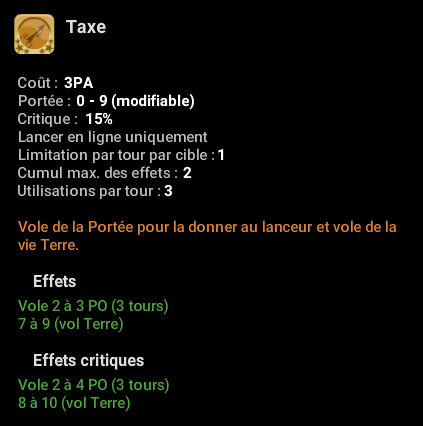 Taxe
Coût : 3PA
Portée : 0 - 9 (modifiable)
Critique : 15%
Lancer en ligne uniquement
Limitation par tour par cible : 1
Cumul max. des effets : 2
Utilisations par tour : 3
Vole de la Portée pour la donner au lanceur et vole de la
vie Terre.
Effets
Vole 2 à 3 PO (3 tours)
7 à 9 (vol Terre)
Effets critiques
Vole 2 à 4 PO (3 tours)
8 à 10 (vol Terre)